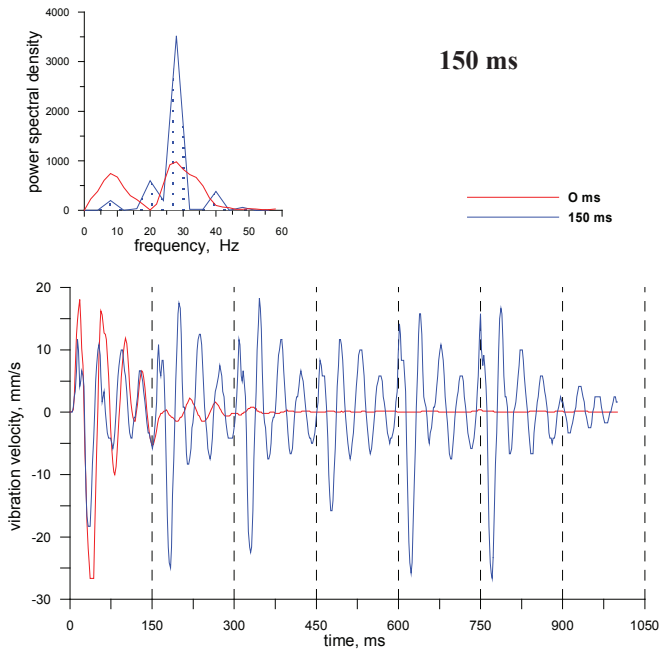 4000
3000
2000
1000
0
power spectral density
0 10 20 30 40 50 60
frequency, Hz
150 ms
O ms
150 ms
20
10
0
-10
-20
-30
vibration velocity, mm/s
0 150 300 450 600 750 900 1050
time, ms